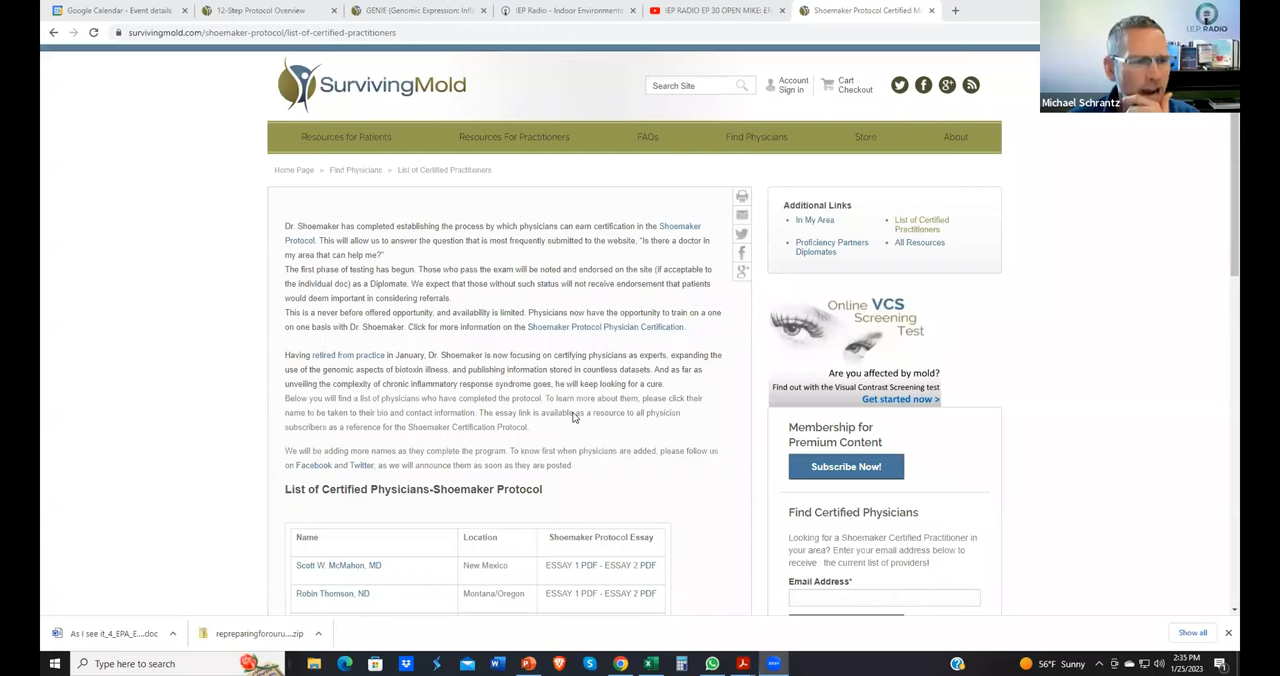 Google Calendar - Event details
12-Step Protocol Overview
GENIE (Genomic Expression: Infl
IEP Radio - Indoor Environments
IEP RADIO EP 30 OPEN MIKE: ER
Shoemaker Protocol Certified M
survivingmold.com/shoemaker-protocol/list-of-certified-practitioners
I.E.P. RADIO
Michael Schrantz
SurvivingMold
Search Site
Account
Sign in
Cart
Checkout
Resources for Patients
Resources For Practitioners
FAQs
Find Physicians
Store
About
Home Page > Find Physicians > List of Certified Practitioners
Dr. Shoemaker has completed establishing the process by which physicians can earn certification in the Shoemaker
Protocol. This will allow us to answer the question that is most frequently submitted to the website, "Is there a doctor in
my area that can help me?"
The first phase of testing has begun. Those who pass the exam will be noted and endorsed on the site (if acceptable to
the individual doc) as a Diplomate. We expect that those without such status will not receive endorsement that patients
would deem important in considering referrals.
This is a never before offered opportunity, and availability is limited. Physicians now have the opportunity to train on a one
on one basis with Dr. Shoemaker. Click for more information on the Shoemaker Protocol Physician Certification.
Having retired from practice in January, Dr. Shoemaker is now focusing on certifying physicians as experts, expanding the
use of the genomic aspects of biotoxin illness, and publishing information stored in countless datasets. And as far as
unveiling the complexity of chronic inflammatory response syndrome goes, he will keep looking for a cure.
Below you will find a list of physicians who have completed the protocol. To learn more about them, please click their
name to be taken to their bio and contact information. The essay link is available as a resource to all physician
subscribers as a reference for the Shoemaker Certification Protocol.
We will be adding more names as they complete the program. To know first when physicians are added, please follow us
on Facebook and Twitter, as we will announce them as soon as they are posted.
List of Certified Physicians-Shoemaker Protocol
Name Location Shoemaker Protocol Essay
Scott W. McMahon, MD New Mexico ESSAY 1 PDF - ESSAY 2 PDF
Robin Thomson, ND Montana/Oregon ESSAY 1 PDF - ESSAY 2 PDF
Additional Links
In My Area
List of Certified
Practitioners
Proficiency Partners
Diplomates
All Resources
Online VCS
Screening
Test
Are you affected by mold?
Find out with the Visual Contrast Screening test
Get started now >
Membership for
Premium Content
Subscribe Now!
Find Certified Physicians
Looking for a Shoemaker Certified Practitioner in
your area? Enter your email address below to
receive the current list of providers!
Email Address*
As I see it_4_EPA_E....doc
repreparingforouru....zip
Show all
Type here to search
56°F Sunny
2:35 PM
1/25/2023